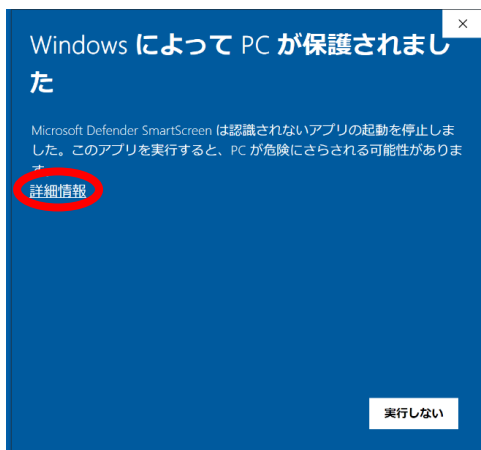 ×
Windows によって PC が保護されまし
た
Microsoft Defender SmartScreen は認識されないアプリの起動を停止しま
した。このアプリを実行すると、PC が危険にさらされる可能性がありま
す。
詳細情報
実行しない